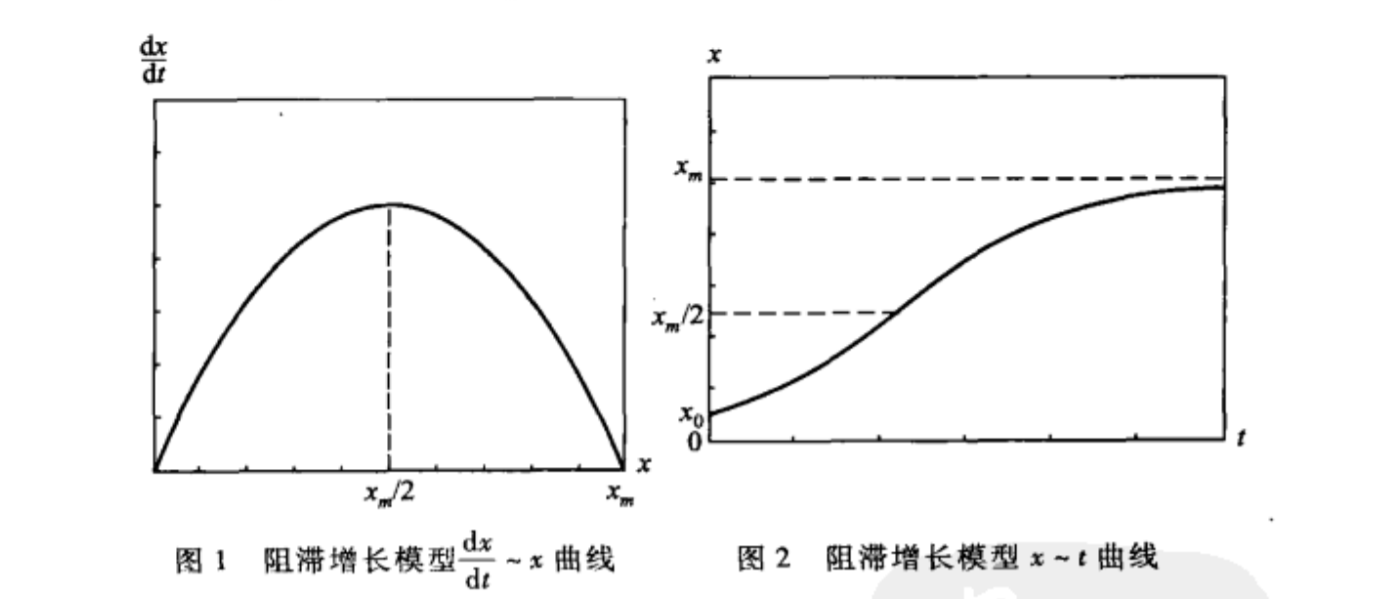 dx/dt
x_m/2
x_m
x
图 1 阻滞增长模型 dx/dt ~ x 曲线
x
x_m
x_m/2
x_0
0
t
图 2 阻滞增长模型 x ~ t 曲线